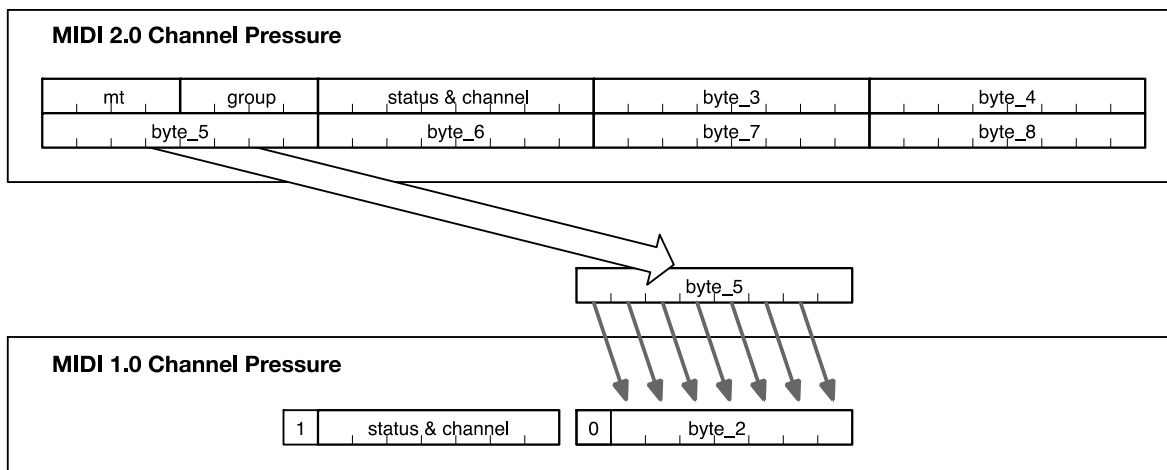 MIDI 2.0 Channel Pressure
mt group status & channel byte_3 byte_4
byte_5 byte_6 byte_7 byte_8
byte_5
MIDI 1.0 Channel Pressure
1 status & channel 0 byte_2